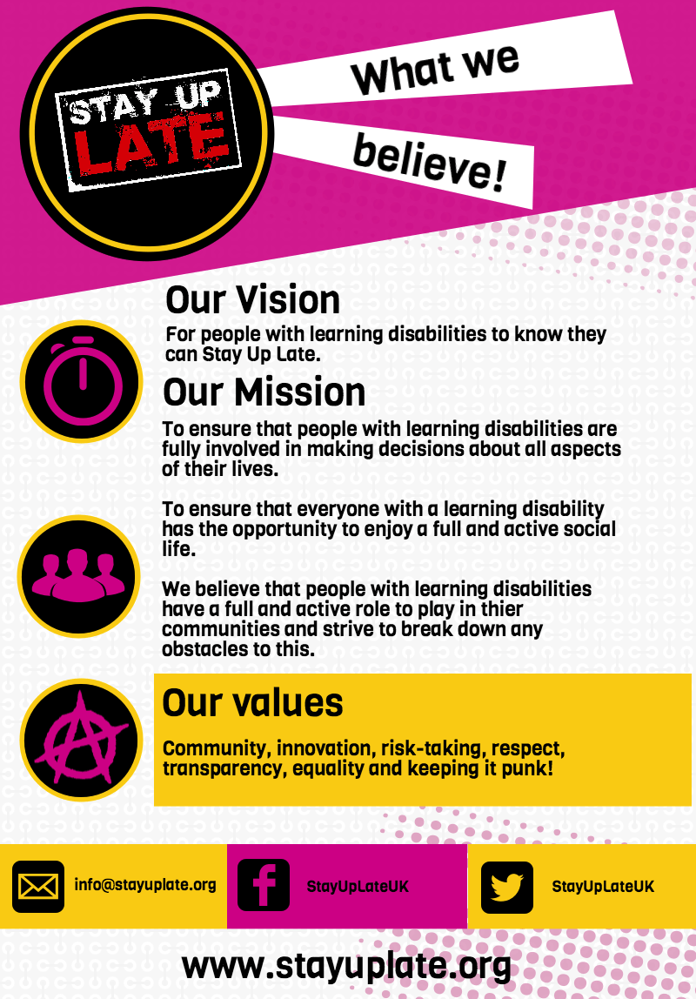 STAY UP
LATE
What we
believe!
Our Vision
For people with learning disabilities to know they
can Stay Up Late.
Our Mission
To ensure that people with learning disabilities are
fully involved in making decisions about all aspects
of their lives.
To ensure that everyone with a learning disability
has the opportunity to enjoy a full and active social
life.
We believe that people with learning disabilities
have a full and active role to play in thier
communities and strive to break down any
obstacles to this.
Our values
Community, innovation, risk-taking, respect,
transparency, equality and keeping it punk!
info@stayuplate.org
StayUpLateUK
StayUpLateUK
www.stayuplate.org